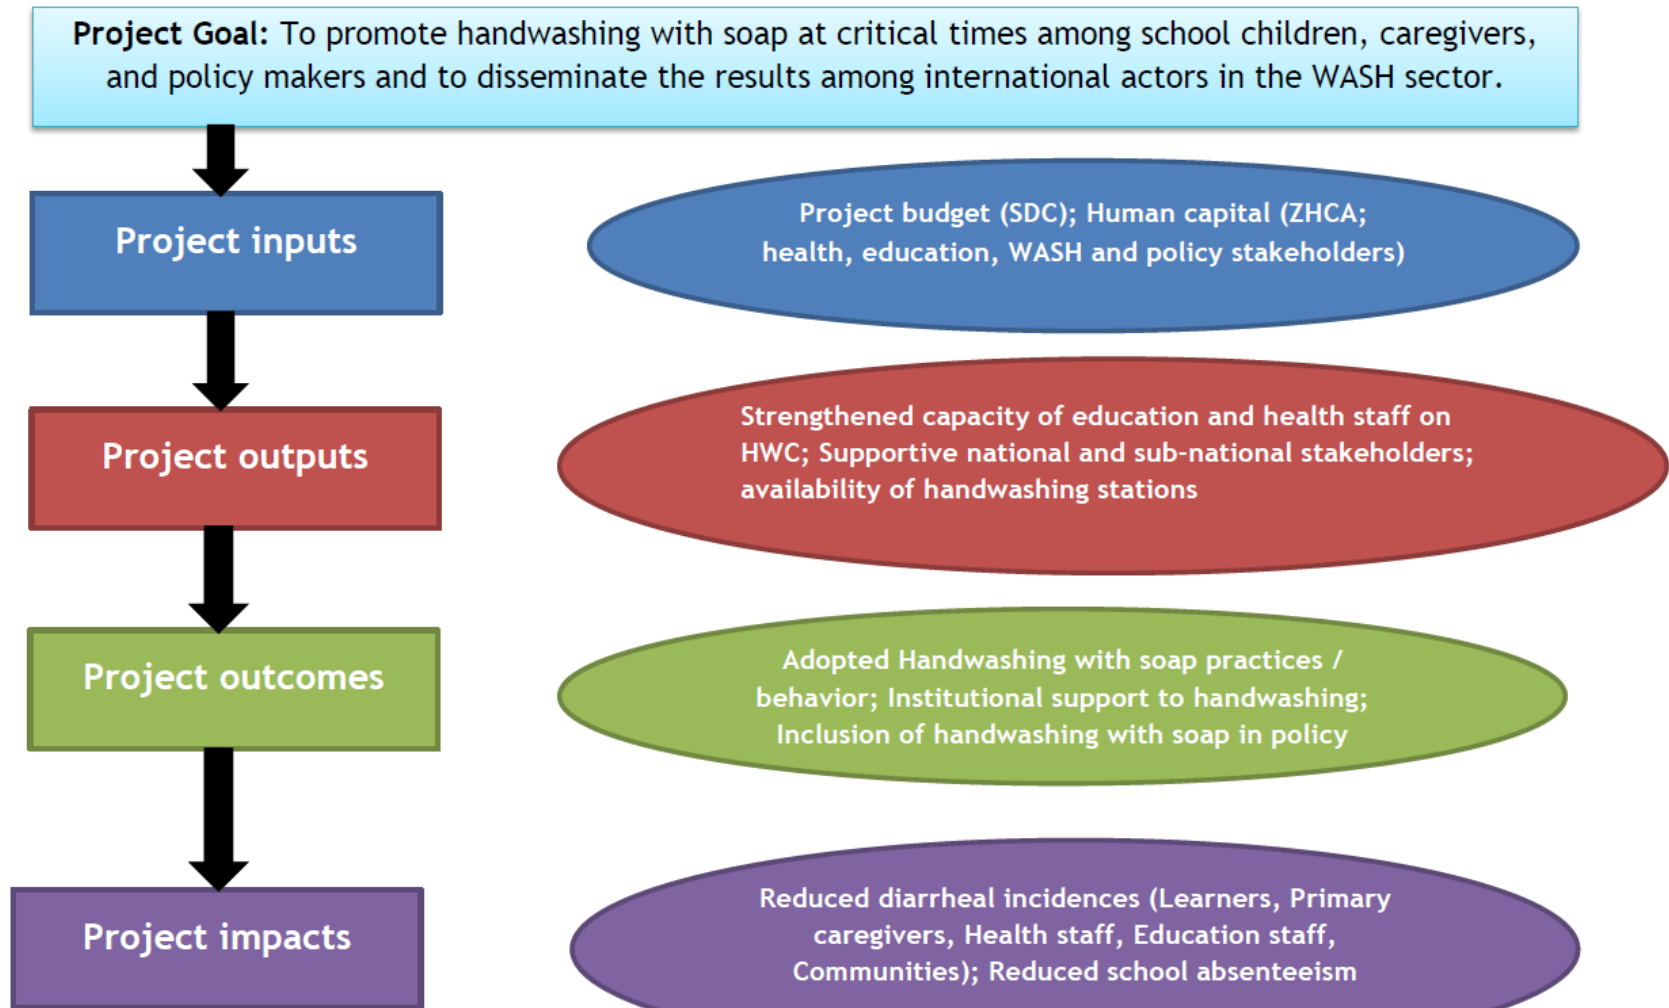 Project Goal: To promote handwashing with soap at critical times among school children, caregivers,
and policy makers and to disseminate the results among international actors in the WASH sector.
Project inputs
Project budget (SDC); Human capital (ZHCA;
health, education, WASH and policy stakeholders)
Project outputs
Strengthened capacity of education and health staff on
HWC; Supportive national and sub-national stakeholders;
availability of handwashing stations
Project outcomes
Adopted Handwashing with soap practices /
behavior; Institutional support to handwashing;
Inclusion of handwashing with soap in policy
Project impacts
Reduced diarrheal incidences (Learners, Primary
caregivers, Health staff, Education staff,
Communities); Reduced school absenteeism